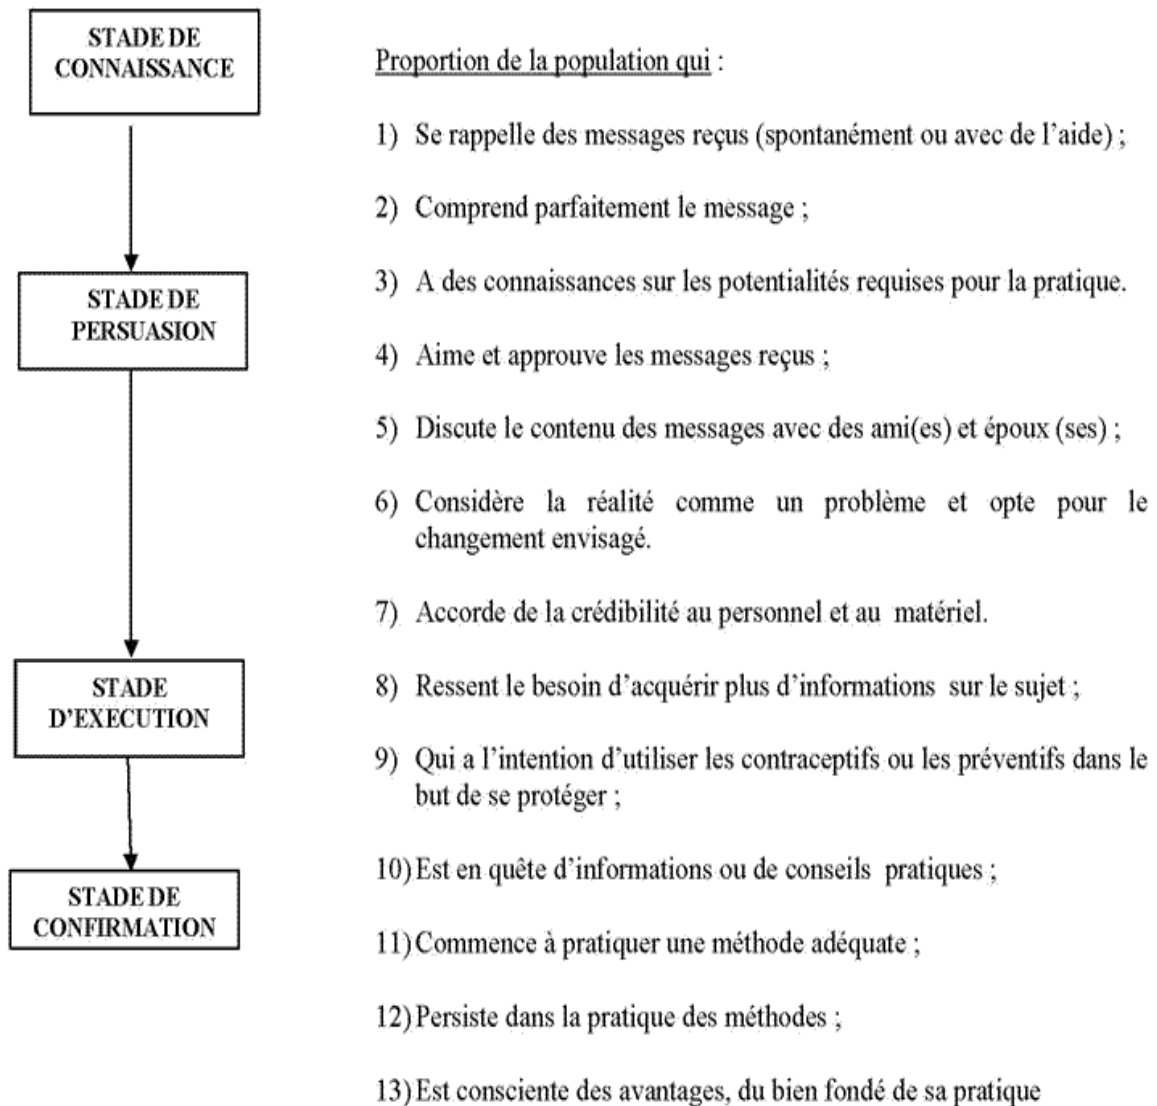 STADE DE
CONNAISSANCE
Proportion de la population qui :
1) Se rappelle des messages reçus (spontanément ou avec de l'aide) ;
2) Comprend parfaitement le message ;
3) A des connaissances sur les potentialités requises pour la pratique.
STADE DE
PERSUASION
4) Aime et approuve les messages reçus ;
5) Discute le contenu des messages avec des ami(es) et époux (ses) ;
6) Considère la réalité comme un problème et opte pour le
changement envisagé.
7) Accorde de la crédibilité au personnel et au matériel.
STADE
D'EXECUTION
8) Ressent le besoin d'acquérir plus d'informations sur le sujet ;
9) Qui a l'intention d'utiliser les contraceptifs ou les préventifs dans le
but de se protéger ;
10) Est en quête d'informations ou de conseils pratiques ;
STADE DE
CONFIRMATION
11) Commence à pratiquer une méthode adéquate ;
12) Persiste dans la pratique des méthodes ;
13) Est consciente des avantages, du bien fondé de sa pratique